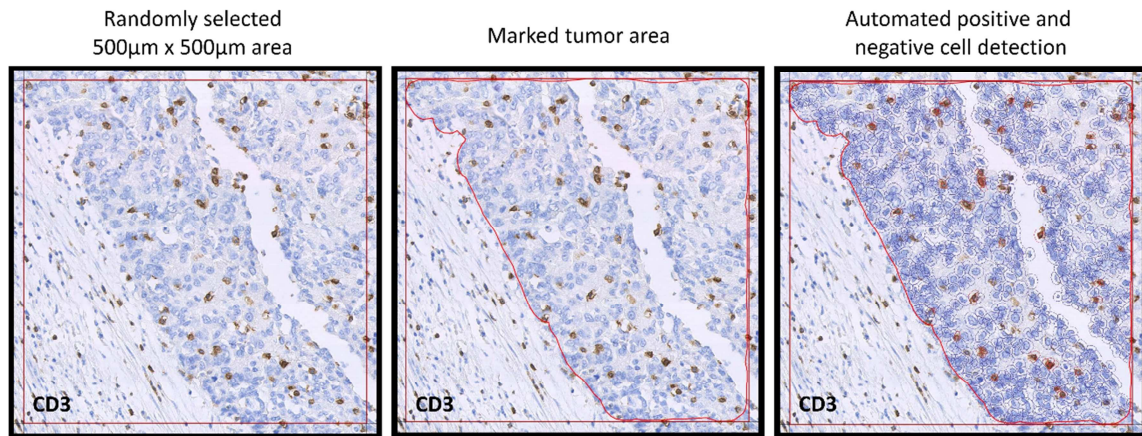 Randomly selected
500µm x 500µm area
Marked tumor area
Automated positive and
negative cell detection
CD3
CD3
CD3